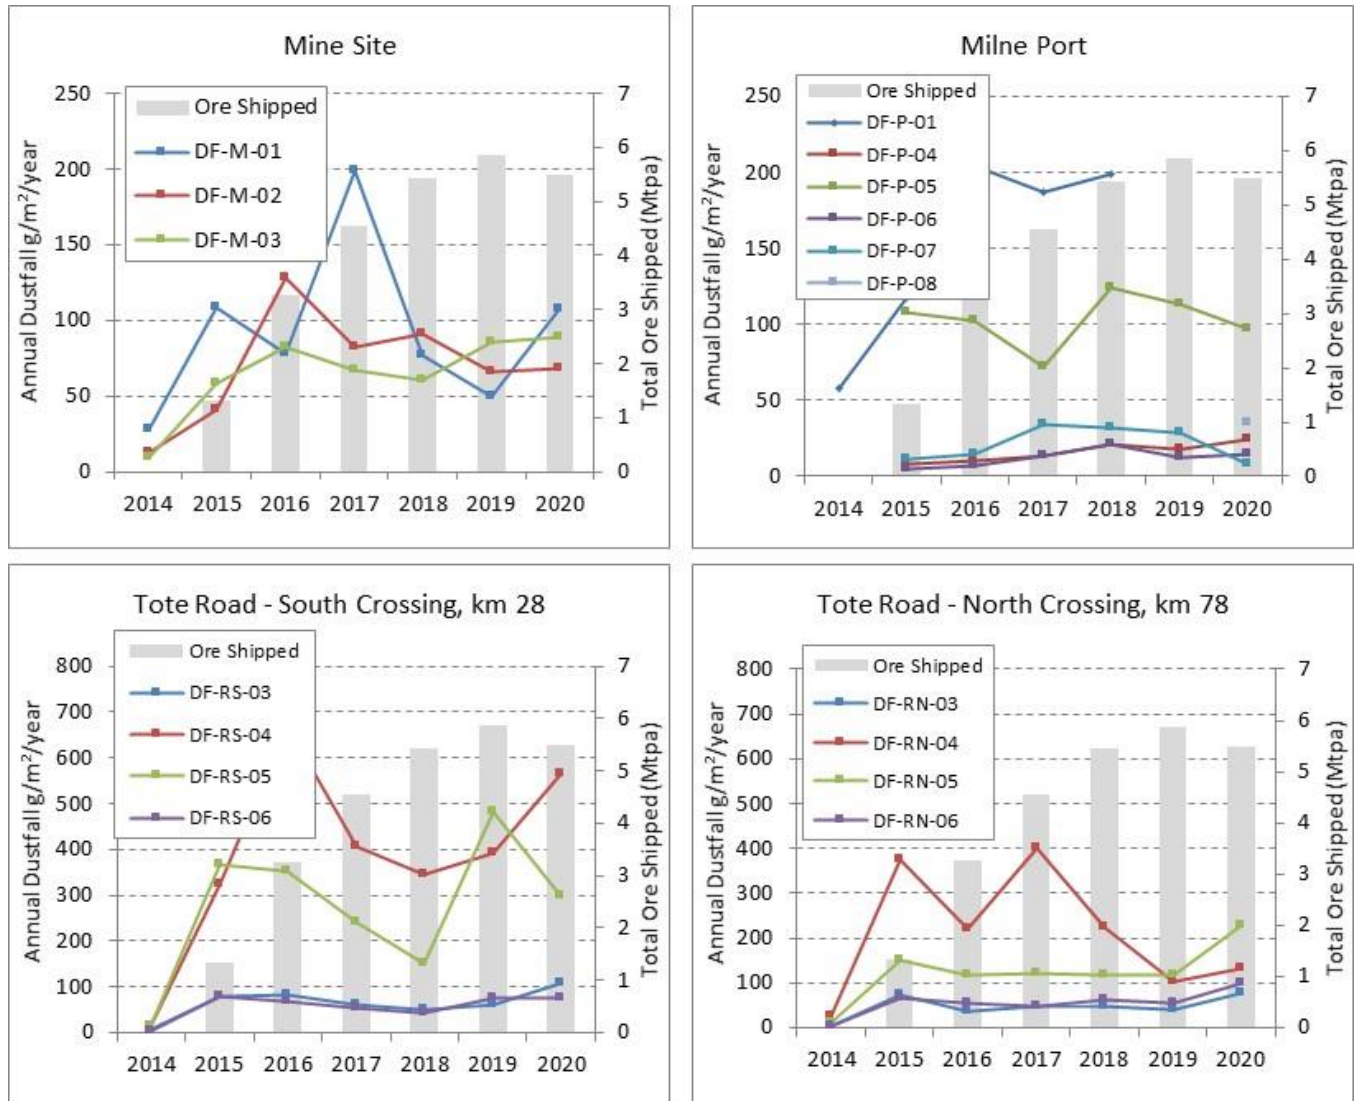 Mine Site
Annual Dustfall g/m²/year
Total Ore Shipped (Mtpa)
250
200
150
100
50
0
7
6
5
4
3
2
1
0
Ore Shipped
DF-M-01
DF-M-02
DF-M-03
2014 2015 2016 2017 2018 2019 2020
Milne Port
Annual Dustfall g/m²/year
Total Ore Shipped (Mtpa)
250
200
150
100
50
0
7
6
5
4
3
2
1
0
Ore Shipped
DF-P-01
DF-P-04
DF-P-05
DF-P-06
DF-P-07
DF-P-08
2014 2015 2016 2017 2018 2019 2020
Tote Road - South Crossing, km 28
Annual Dustfall g/m²/year
Total Ore Shipped (Mtpa)
800
700
600
500
400
300
200
100
0
7
6
5
4
3
2
1
0
Ore Shipped
DF-RS-03
DF-RS-04
DF-RS-05
DF-RS-06
2014 2015 2016 2017 2018 2019 2020
Tote Road - North Crossing, km 78
Annual Dustfall g/m²/year
Total Ore Shipped (Mtpa)
800
700
600
500
400
300
200
100
0
7
6
5
4
3
2
1
0
Ore Shipped
DF-RN-03
DF-RN-04
DF-RN-05
DF-RN-06
2014 2015 2016 2017 2018 2019 2020